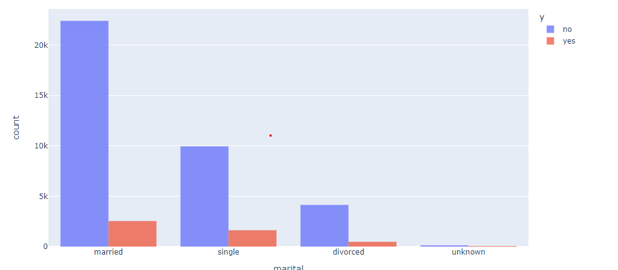 y
no
yes
20k
15k
10k
5k
0
count
married
single
divorced
unknown
marital